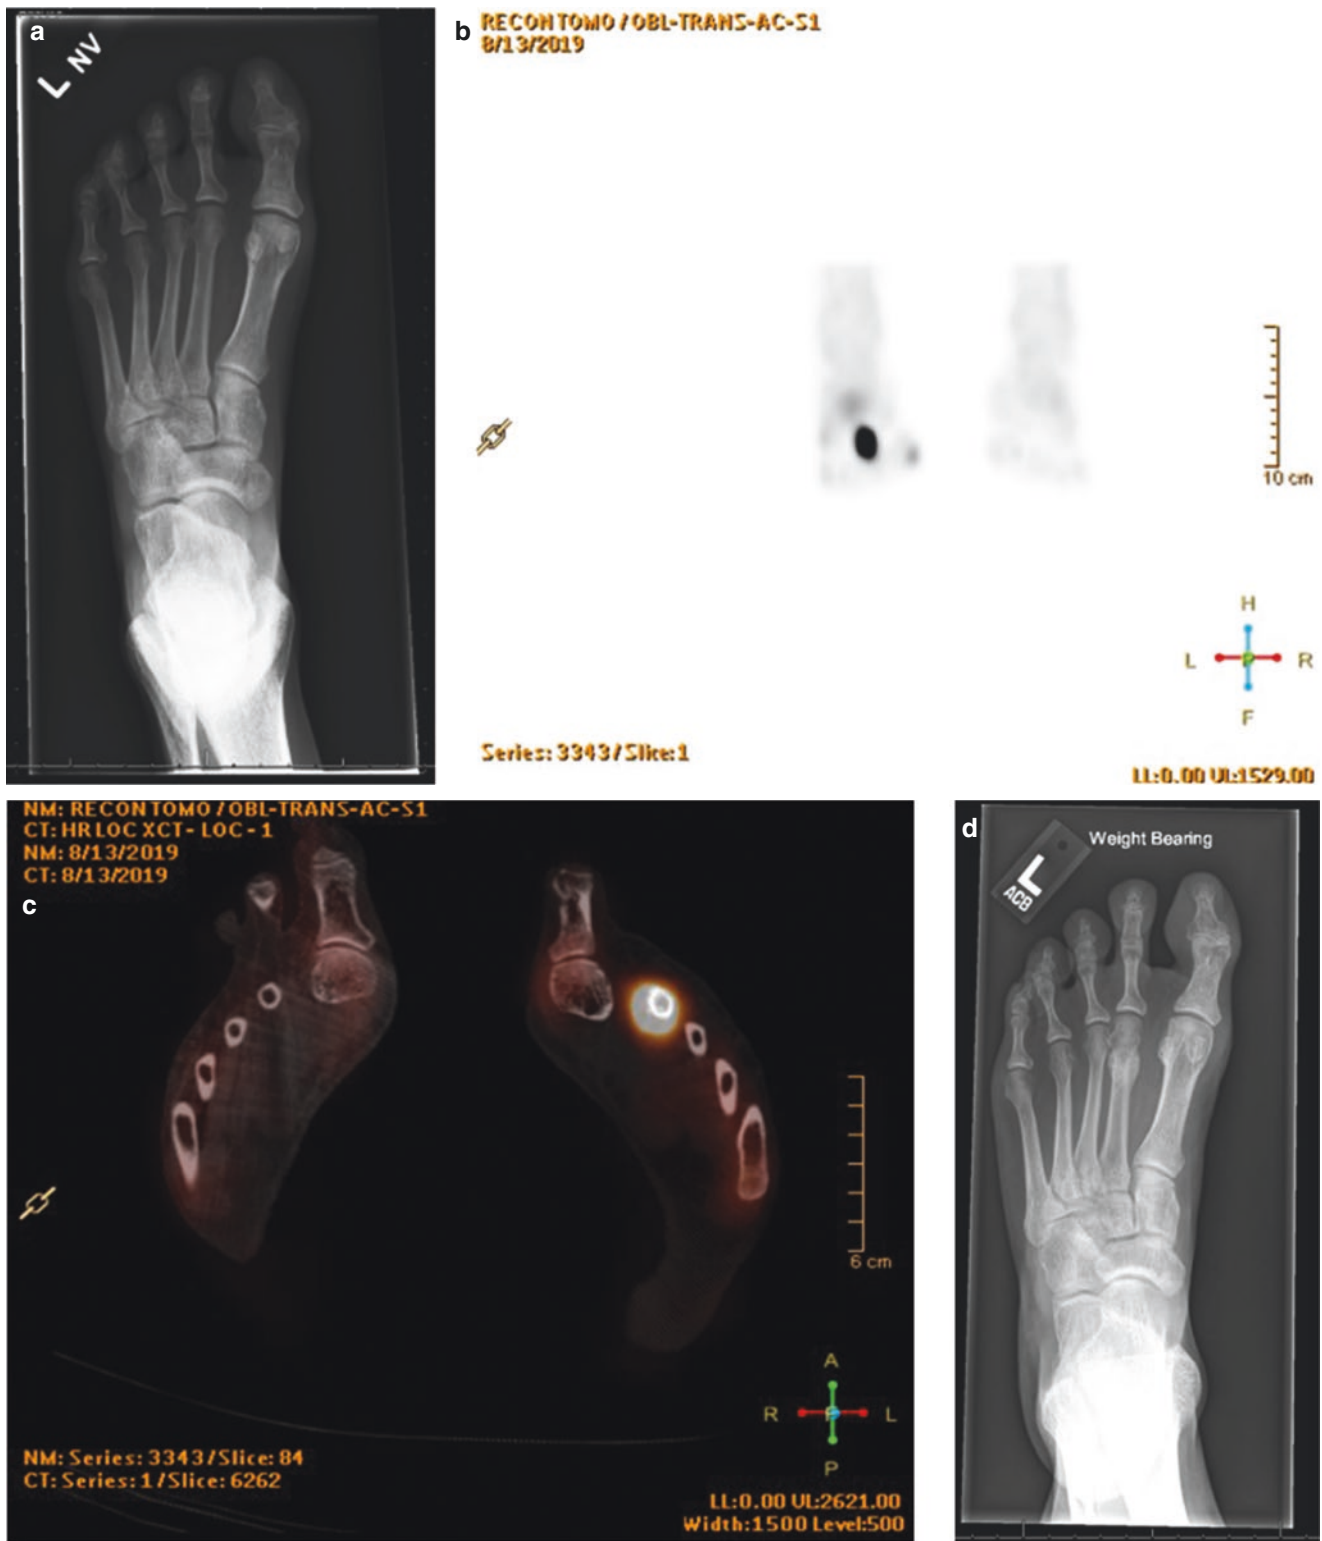 a
L NV
b
RECON TOMO / OBL-TRANS-AC-S1
8/13/2019
10 cm
H
L P R
F
Series: 3343 / Slice: 1
LL:0.00 UL:1529.00
NM: RECON TOMO / OBL-TRANS-AC-S1
CT: HR LOC XCT - LOC - 1
NM: 8/13/2019
CT: 8/13/2019
c
6 cm
A
R F L
P
NM: Series: 3343 / Slice: 84
CT: Series: 1 / Slice: 6262
LL:0.00 UL:2621.00
Width:1500 Level:500
d
Weight Bearing
L
ACB